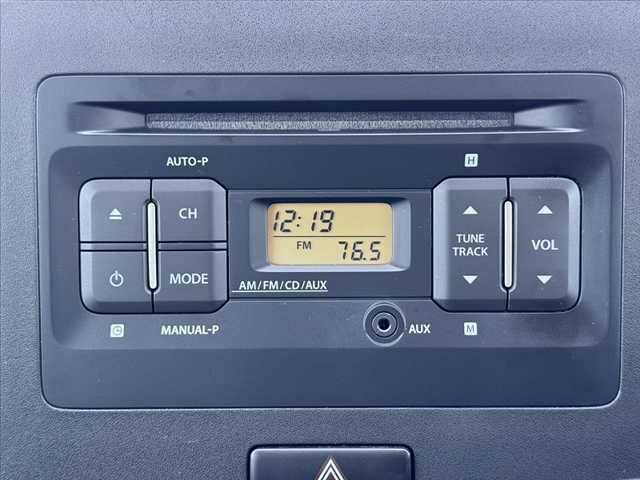 AUTO-P
H
CH
12:19
TUNE
TRACK
VOL
FM 76.5
MODE
AM/FM/CD/AUX
MANUAL-P
AUX
M